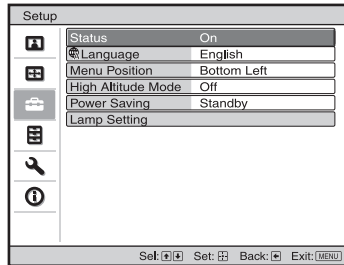 Setup
Status On
Language English
Menu Position Bottom Left
High Altitude Mode Off
Power Saving Standby
Lamp Setting
Sel: Set: Back: Exit: MENU